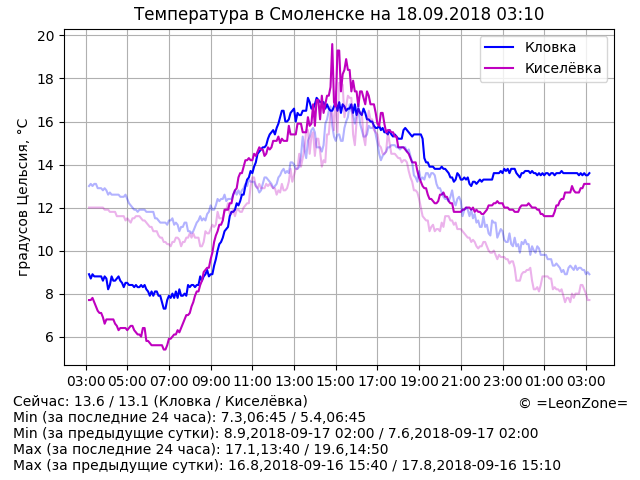 Температура в Смоленске на 18.09.2018 03:10
20
18
16
14
12
10
8
6
градусов Цельсия, °C
Кловка
Киселёвка
03:00 05:00 07:00 09:00 11:00 13:00 15:00 17:00 19:00 21:00 23:00 01:00 03:00
Сейчас: 13.6 / 13.1 (Кловка / Киселёвка)
© =LeonZone=
Min (за последние 24 часа): 7.3,06:45 / 5.4,06:45
Min (за предыдущие сутки): 8.9,2018-09-17 02:00 / 7.6,2018-09-17 02:00
Max (за последние 24 часа): 17.1,13:40 / 19.6,14:50
Max (за предыдущие сутки): 16.8,2018-09-16 15:40 / 17.8,2018-09-16 15:10